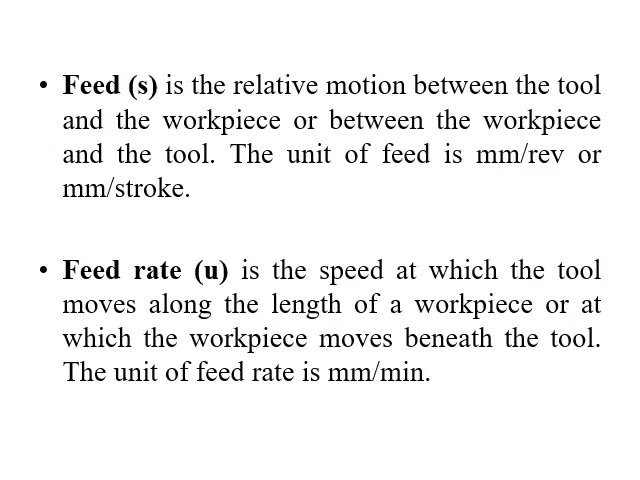 • Feed (s) is the relative motion between the tool
and the workpiece or between the workpiece
and the tool. The unit of feed is mm/rev or
mm/stroke.
• Feed rate (u) is the speed at which the tool
moves along the length of a workpiece or at
which the workpiece moves beneath the tool.
The unit of feed rate is mm/min.